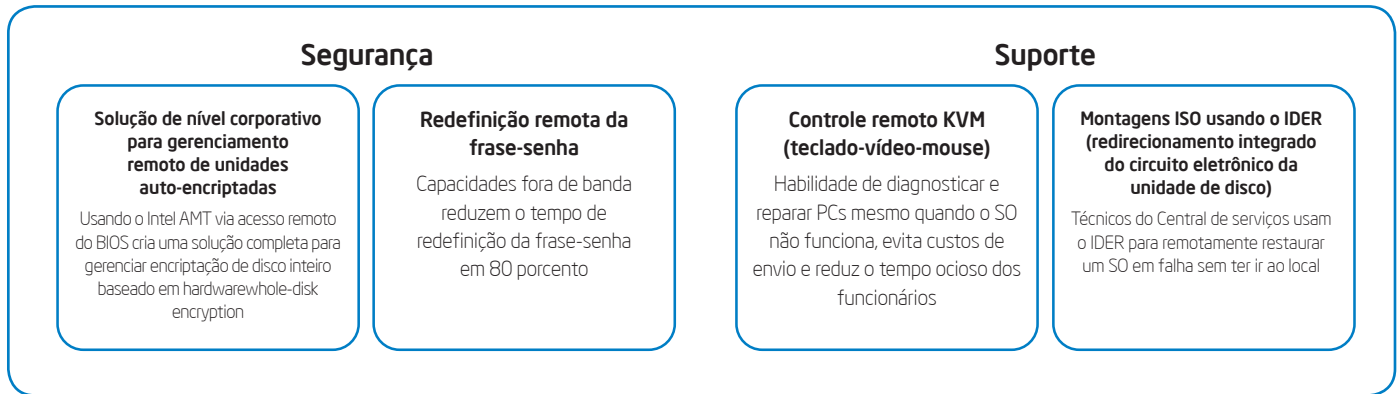 Segurança
Solução de nível corporativo
para gerenciamento
remoto de unidades
auto-encriptadas
Usando o Intel AMT via acesso remoto
do BIOS cria uma solução completa para
gerenciar encriptação de disco inteiro
baseado em hardwarewhole-disk
encryption
Redefinição remota da
frase-senha
Capacidades fora de banda
reduzem o tempo de
redefinição da frase-senha
em 80 porcento
Suporte
Controle remoto KVM
(teclado-vídeo-mouse)
Habilidade de diagnosticar e
reparar PCs mesmo quando o SO
não funciona, evita custos de
envio e reduz o tempo ocioso dos
funcionários
Montagens ISO usando o IDER
(redirecionamento integrado
do circuito eletrônico da
unidade de disco)
Técnicos do Central de serviços usam
o IDER para remotamente restaurar
um SO em falha sem ter ir ao local